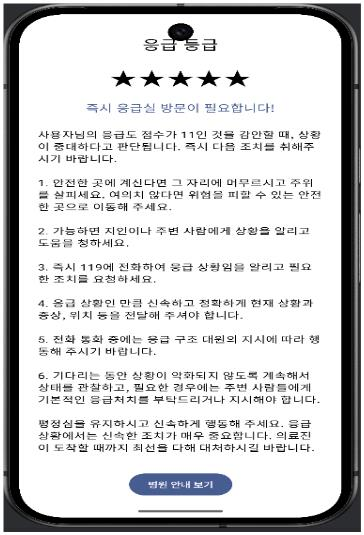 응급 등급
★★★★★
즉시 응급실 방문이 필요합니다!
사용자님의 응급도 점수가 11인 것을 감안할 때, 상황
이 중대하다고 판단됩니다. 즉시 다음 조치를 취해주
시기 바랍니다.
1. 안전한 곳에 계신다면 그 자리에 머무르시고 주위
를 살피세요. 여의치 않다면 위험을 피할 수 있는 안전
한 곳으로 이동해 주세요.
2. 가능하면 지인이나 주변 사람에게 상황을 알리고
도움을 청하세요.
3. 즉시 119에 전화하여 응급 상황임을 알리고 필요
한 조치를 요청하세요.
4. 응급 상황인 만큼 신속하고 정확하게 현재 상황과
증상, 위치 등을 전달해 주셔야 합니다.
5. 전화 통화 중에는 응급 구조 대원의 지시에 따라 행
동해 주시기 바랍니다.
6. 기다리는 동안 상황이 악화되지 않도록 계속해서
상태를 관찰하고, 필요한 경우에는 주변 사람들에게
기본적인 응급처치를 부탁드리거나 지시해야 합니다.
평정심을 유지하시고 신속하게 행동해 주세요. 응급
상황에서는 신속한 조치가 매우 중요합니다. 의료진
이 도착할 때까지 최선을 다해 대처하시길 바랍니다.
병원 안내 보기